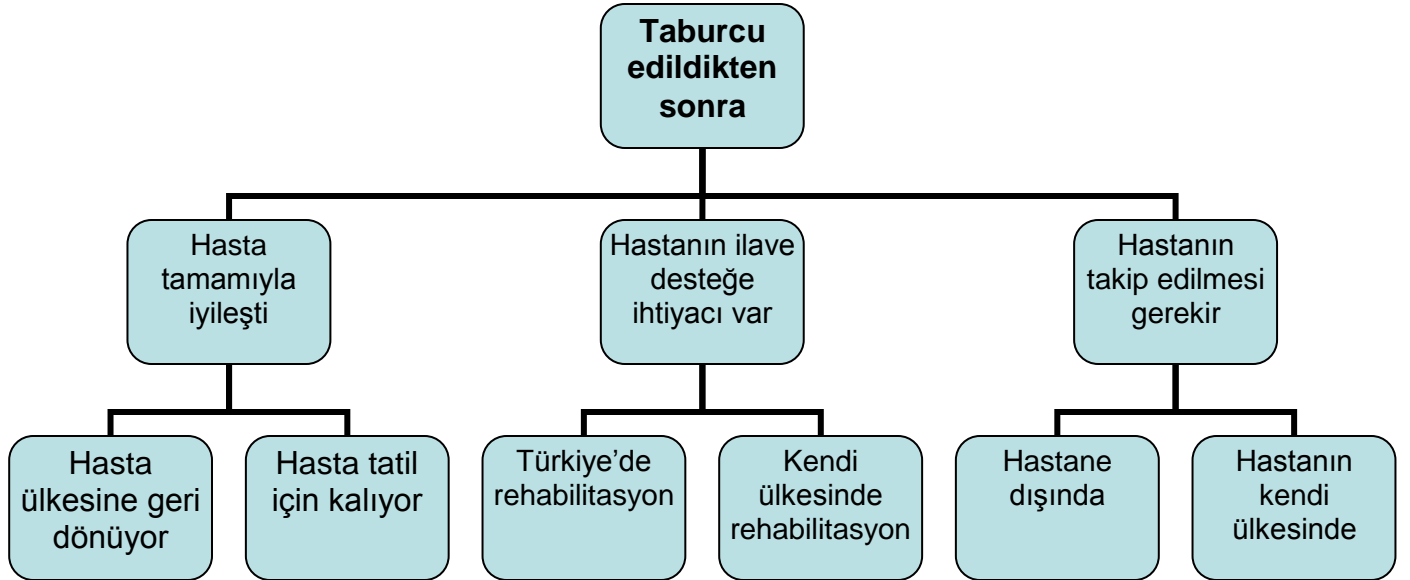 Taburcu
edildikten
sonra
Hasta
tamamıyla
iyileşti
Hastanın ilave
desteğe
ihtiyacı var
Hastanın
takip edilmesi
gerekir
Hasta
ülkesine geri
dönüyor
Hasta tatil
için kalıyor
Türkiye’de
rehabilitasyon
Kendi
ülkesinde
rehabilitasyon
Hastane
dışında
Hastanın
kendi
ülkesinde